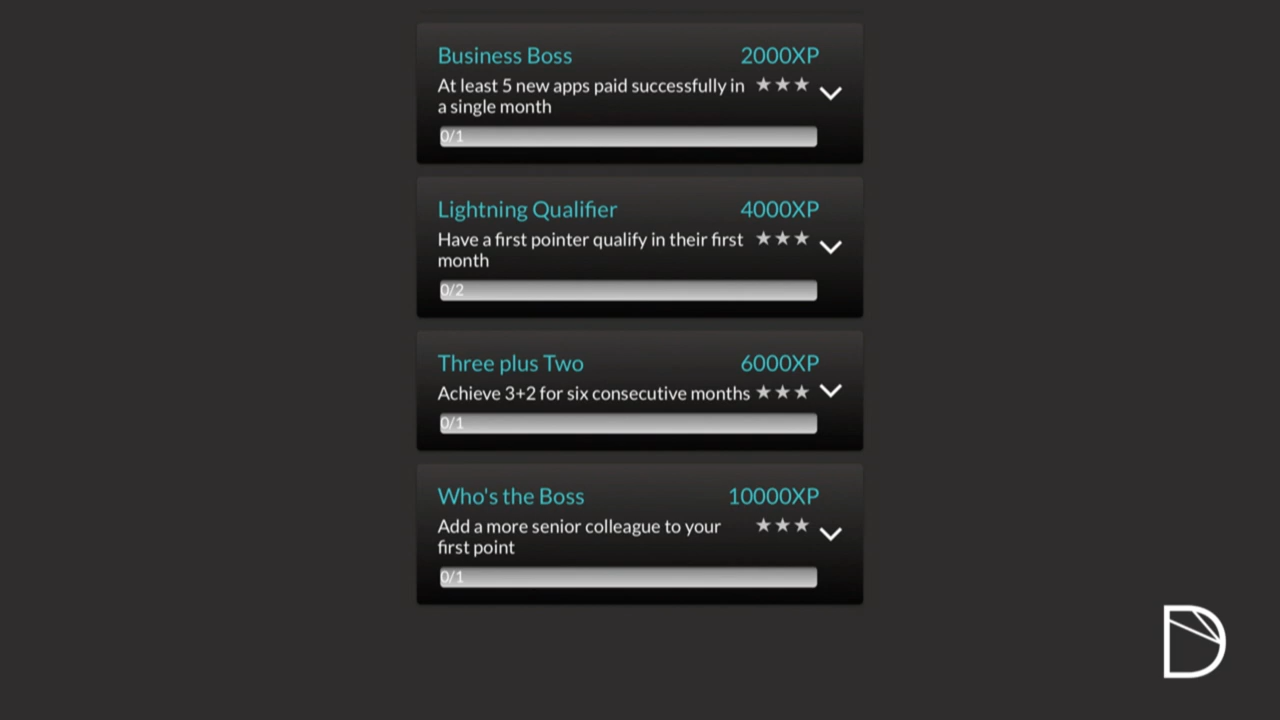 Business Boss 2000XP
At least 5 new apps paid successfully in
a single month
0/1
Lightning Qualifier 4000XP
Have a first pointer qualify in their first
month
0/2
Three plus Two 6000XP
Achieve 3+2 for six consecutive months
0/1
Who's the Boss 10000XP
Add a more senior colleague to your
first point
0/1